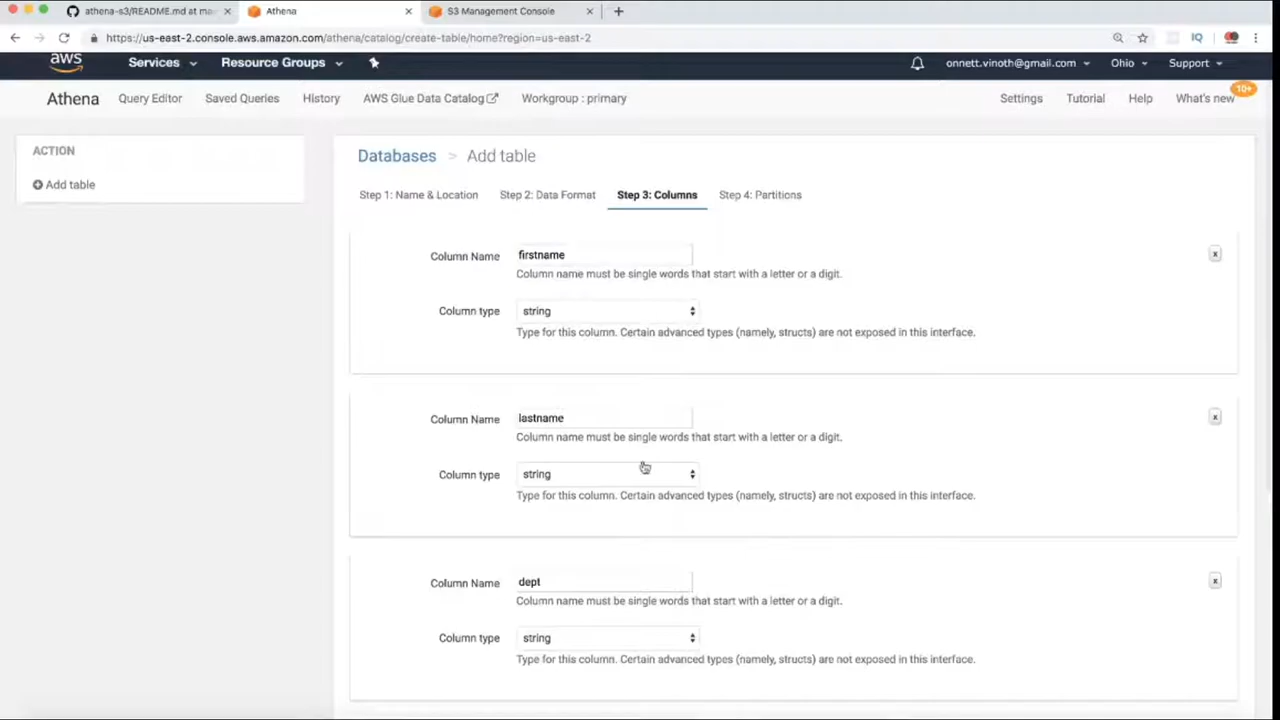 athena-s3/README.md at mas
Athena
S3 Management Console
https://us-east-2.console.aws.amazon.com/athena/catalog/create-table/home?region=us-east-2
IQ
aws
Services
Resource Groups
onnett.vinoth@gmail.com
Ohio
Support
Athena
Query Editor
Saved Queries
History
AWS Glue Data Catalog
Workgroup : primary
Settings
Tutorial
Help
What's new
10+
ACTION
Add table
Databases > Add table
Step 1: Name & Location
Step 2: Data Format
Step 3: Columns
Step 4: Partitions
Column Name firstname
x
Column name must be single words that start with a letter or a digit.
Column type string
Type for this column. Certain advanced types (namely, structs) are not exposed in this interface.
Column Name lastname
x
Column name must be single words that start with a letter or a digit.
Column type string
Type for this column. Certain advanced types (namely, structs) are not exposed in this interface.
Column Name dept
x
Column name must be single words that start with a letter or a digit.
Column type string
Type for this column. Certain advanced types (namely, structs) are not exposed in this interface.